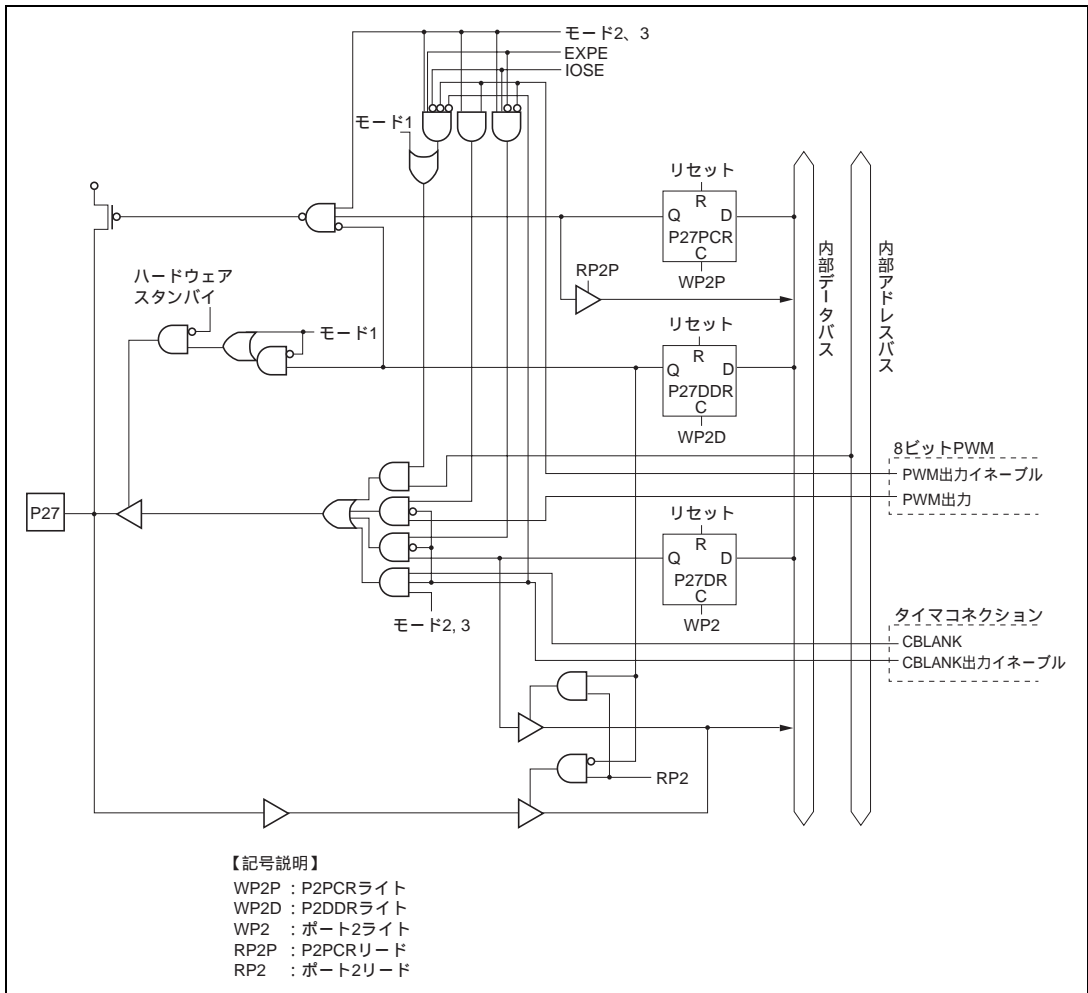 モード2、3
EXPE
IOSE
モード1
リセット
R
Q D
P27PCR
C
WP2P
RP2P
ハードウェア
スタンバイ
モード1
リセット
R
Q D
P27DDR
C
WP2D
内部データバス
内部アドレスバス
8ビットPWM
PWM出力イネーブル
PWM出力
P27
リセット
R
Q D
P27DR
C
WP2
モード2, 3
タイマコネクション
CBLANK
CBLANK出力イネーブル
RP2
【記号説明】
WP2P : P2PCRライト
WP2D : P2DDRライト
WP2 : ポート2ライト
RP2P : P2PCRリード
RP2 : ポート2リード